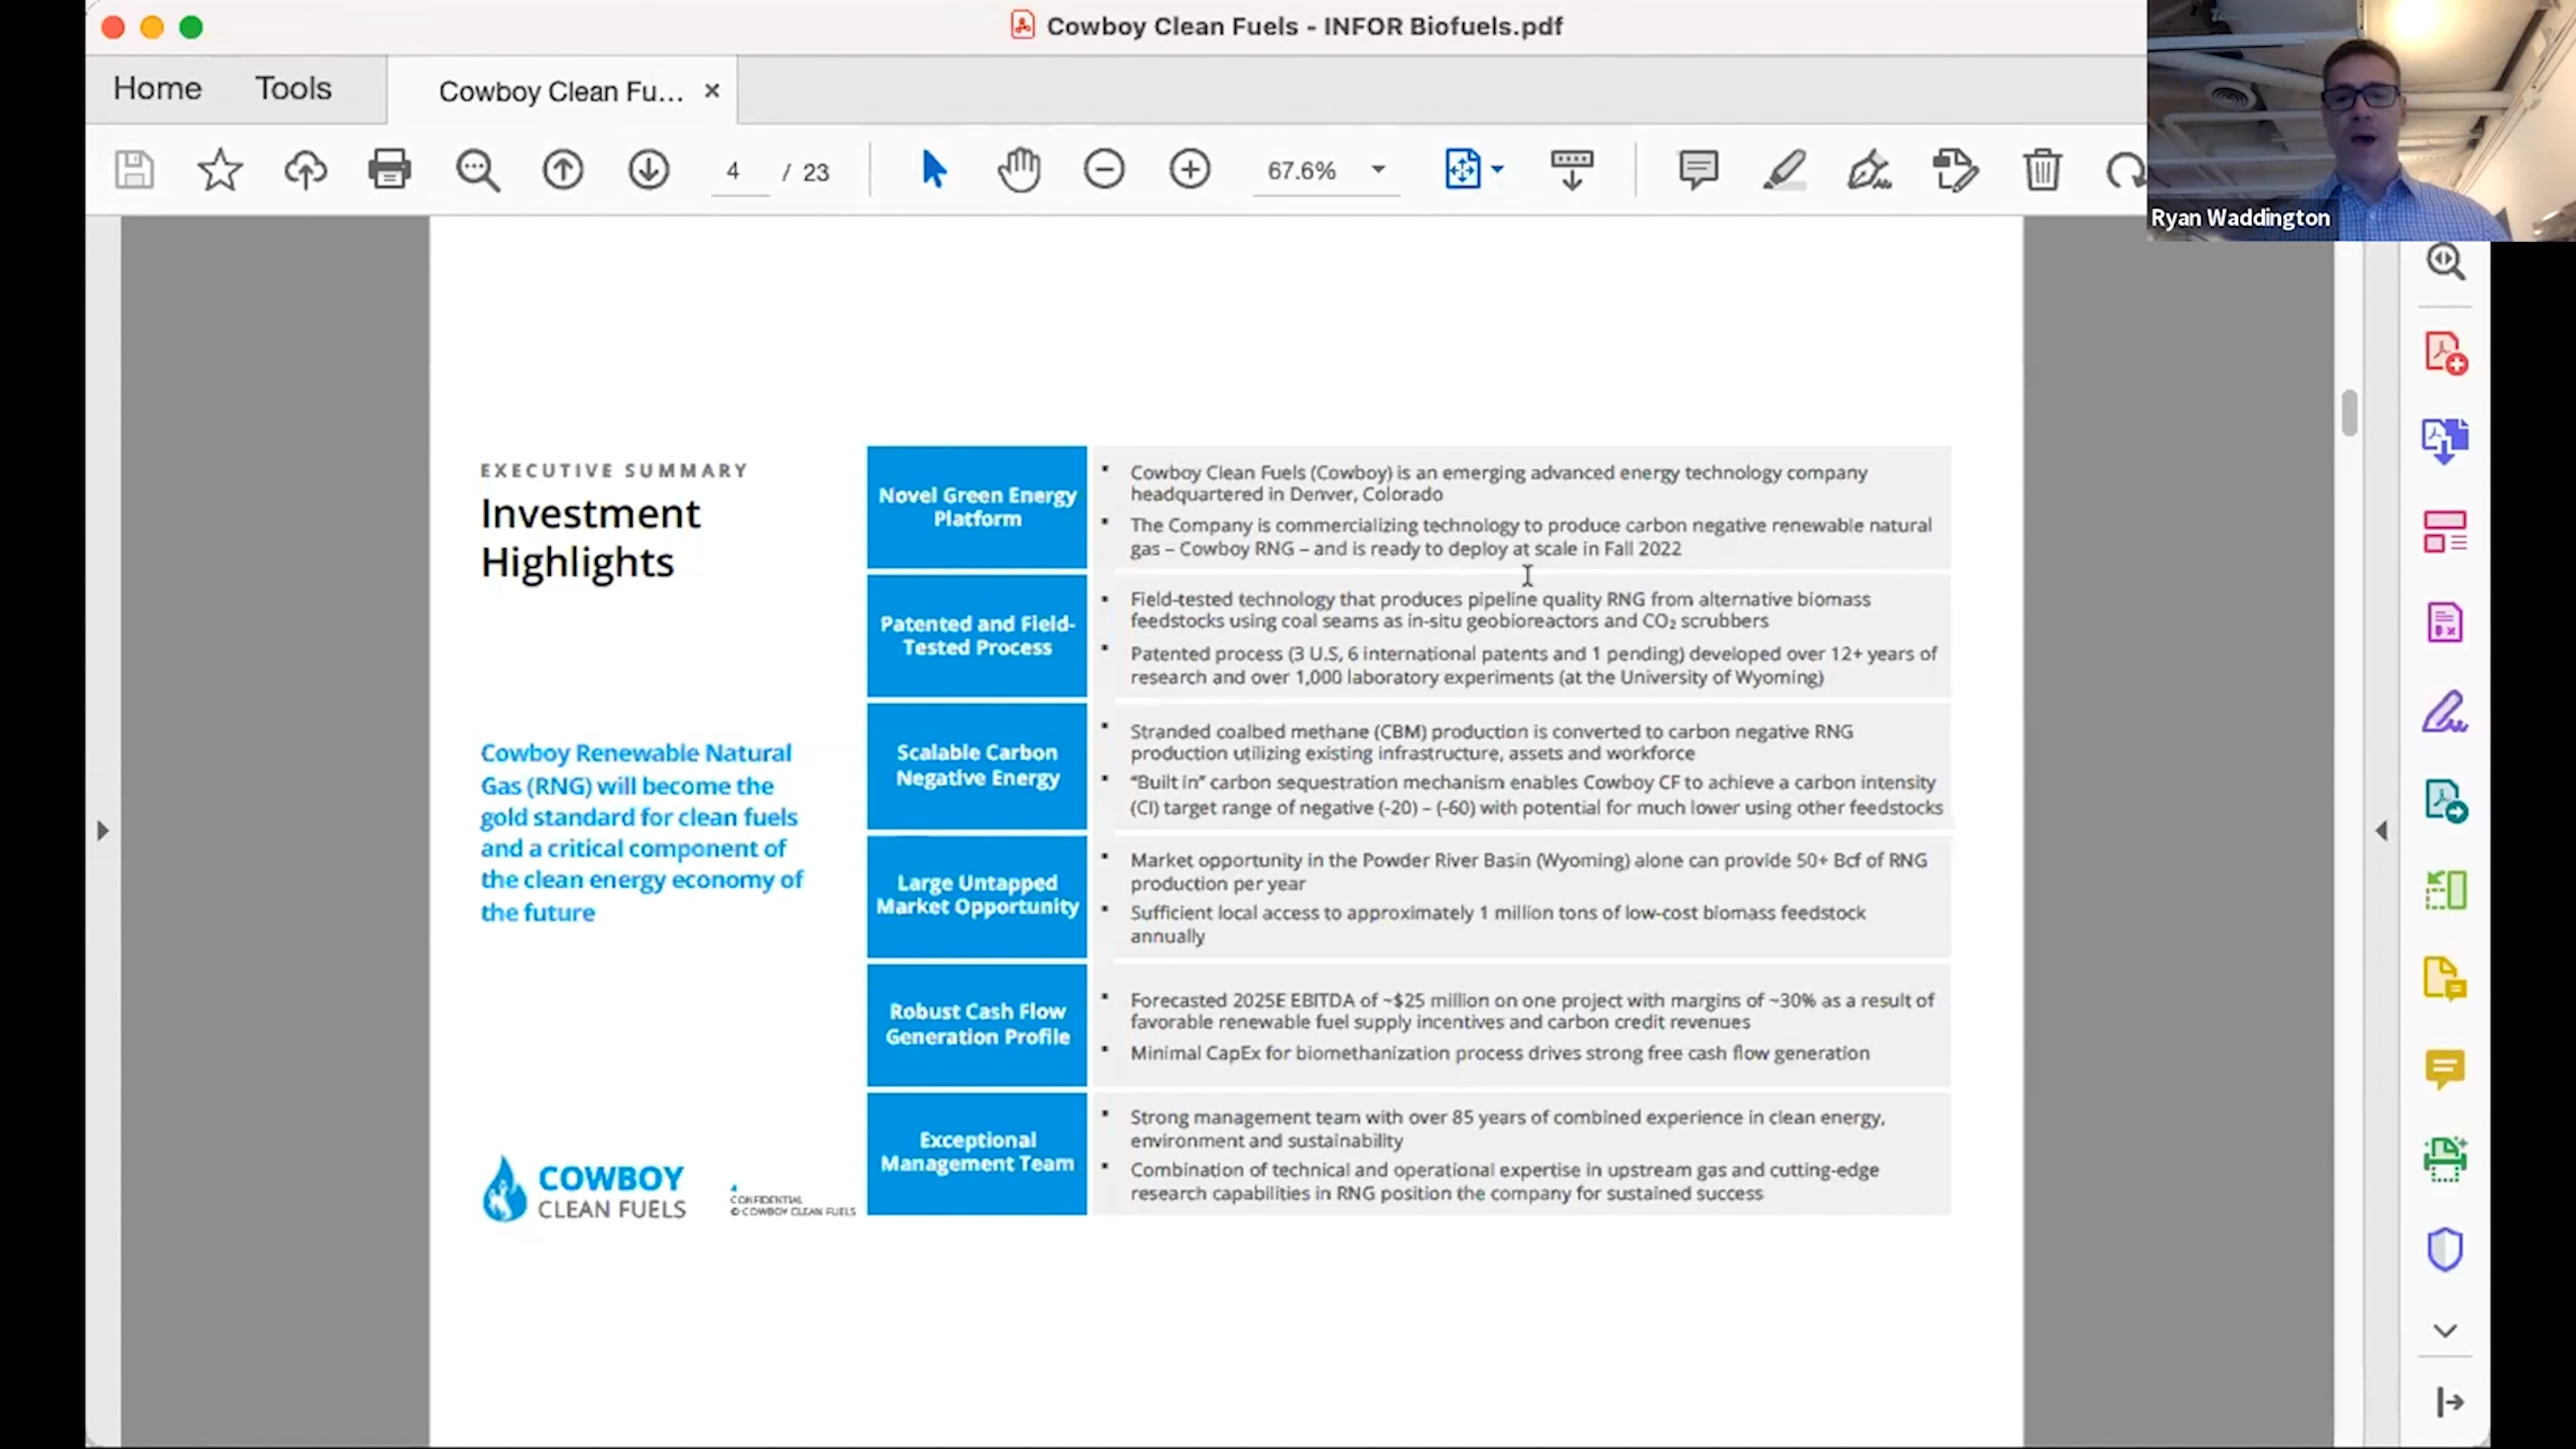 Cowboy Clean Fuels - INFOR Biofuels.pdf
Home
Tools
Cowboy Clean Fu...
4 / 23
67.6%
Ryan Waddington
EXECUTIVE SUMMARY
Investment
Highlights
Cowboy Renewable Natural
Gas (RNG) will become the
gold standard for clean fuels
and a critical component of
the clean energy economy of
the future
COWBOY
CLEAN FUELS
CONFIDENTIAL
© COWBOY CLEAN FUELS
Novel Green Energy
Platform
Cowboy Clean Fuels (Cowboy) is an emerging advanced energy technology company
headquartered in Denver, Colorado
The Company is commercializing technology to produce carbon negative renewable natural
gas – Cowboy RNG – and is ready to deploy at scale in Fall 2022
Patented and Field-
Tested Process
Field-tested technology that produces pipeline quality RNG from alternative biomass
feedstocks using coal seams as in-situ geobioreactors and CO₂ scrubbers
Patented process (3 U.S, 6 international patents and 1 pending) developed over 12+ years of
research and over 1,000 laboratory experiments (at the University of Wyoming)
Scalable Carbon
Negative Energy
Stranded coalbed methane (CBM) production is converted to carbon negative RNG
production utilizing existing infrastructure, assets and workforce
“Built in” carbon sequestration mechanism enables Cowboy CF to achieve a carbon intensity
(CI) target range of negative (-20) – (-60) with potential for much lower using other feedstocks
Large Untapped
Market Opportunity
Market opportunity in the Powder River Basin (Wyoming) alone can provide 50+ Bcf of RNG
production per year
Sufficient local access to approximately 1 million tons of low-cost biomass feedstock
annually
Robust Cash Flow
Generation Profile
Forecasted 2025E EBITDA of ~$25 million on one project with margins of ~30% as a result of
favorable renewable fuel supply incentives and carbon credit revenues
Minimal CapEx for biomethanization process drives strong free cash flow generation
Exceptional
Management Team
Strong management team with over 85 years of combined experience in clean energy,
environment and sustainability
Combination of technical and operational expertise in upstream gas and cutting-edge
research capabilities in RNG position the company for sustained success